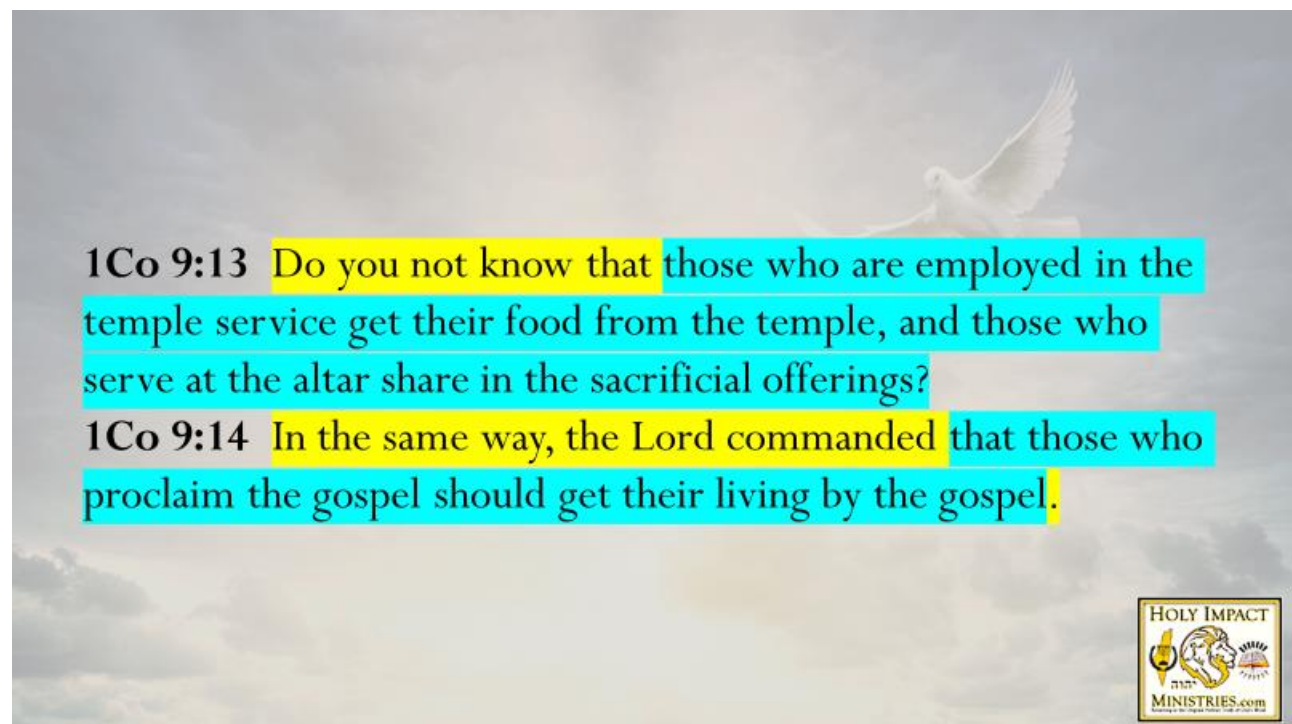 1Co 9:13 Do you not know that those who are employed in the
temple service get their food from the temple, and those who
serve at the altar share in the sacrificial offerings?
1Co 9:14 In the same way, the Lord commanded that those who
proclaim the gospel should get their living by the gospel.
HOLY IMPACT
יהוה
MINISTRIES.com